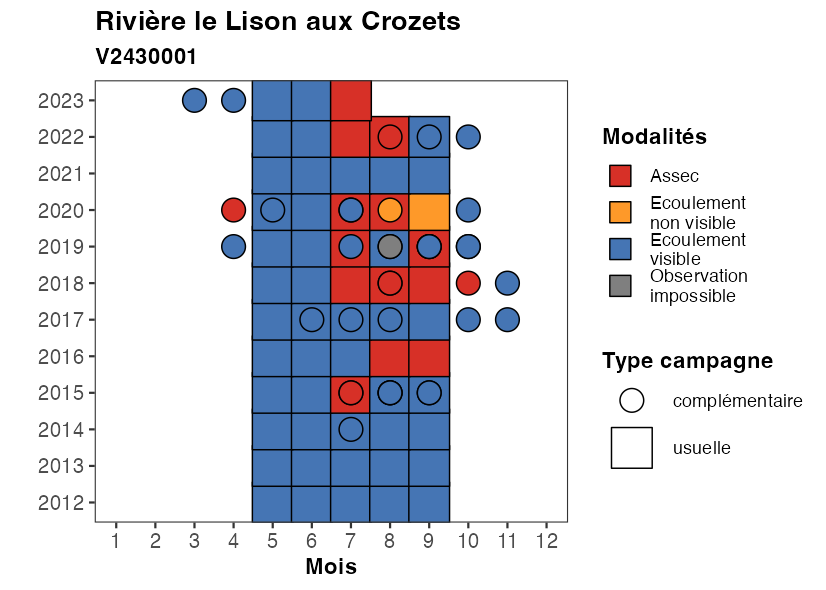 Rivière le Lison aux Crozets
V2430001
2023
2022
2021
2020
2019
2018
2017
2016
2015
2014
2013
2012
1 2 3 4 5 6 7 8 9 10 11 12
Mois
Modalités
Assec
Ecoulement
non visible
Ecoulement
visible
Observation
impossible
Type campagne
complémentaire
usuelle